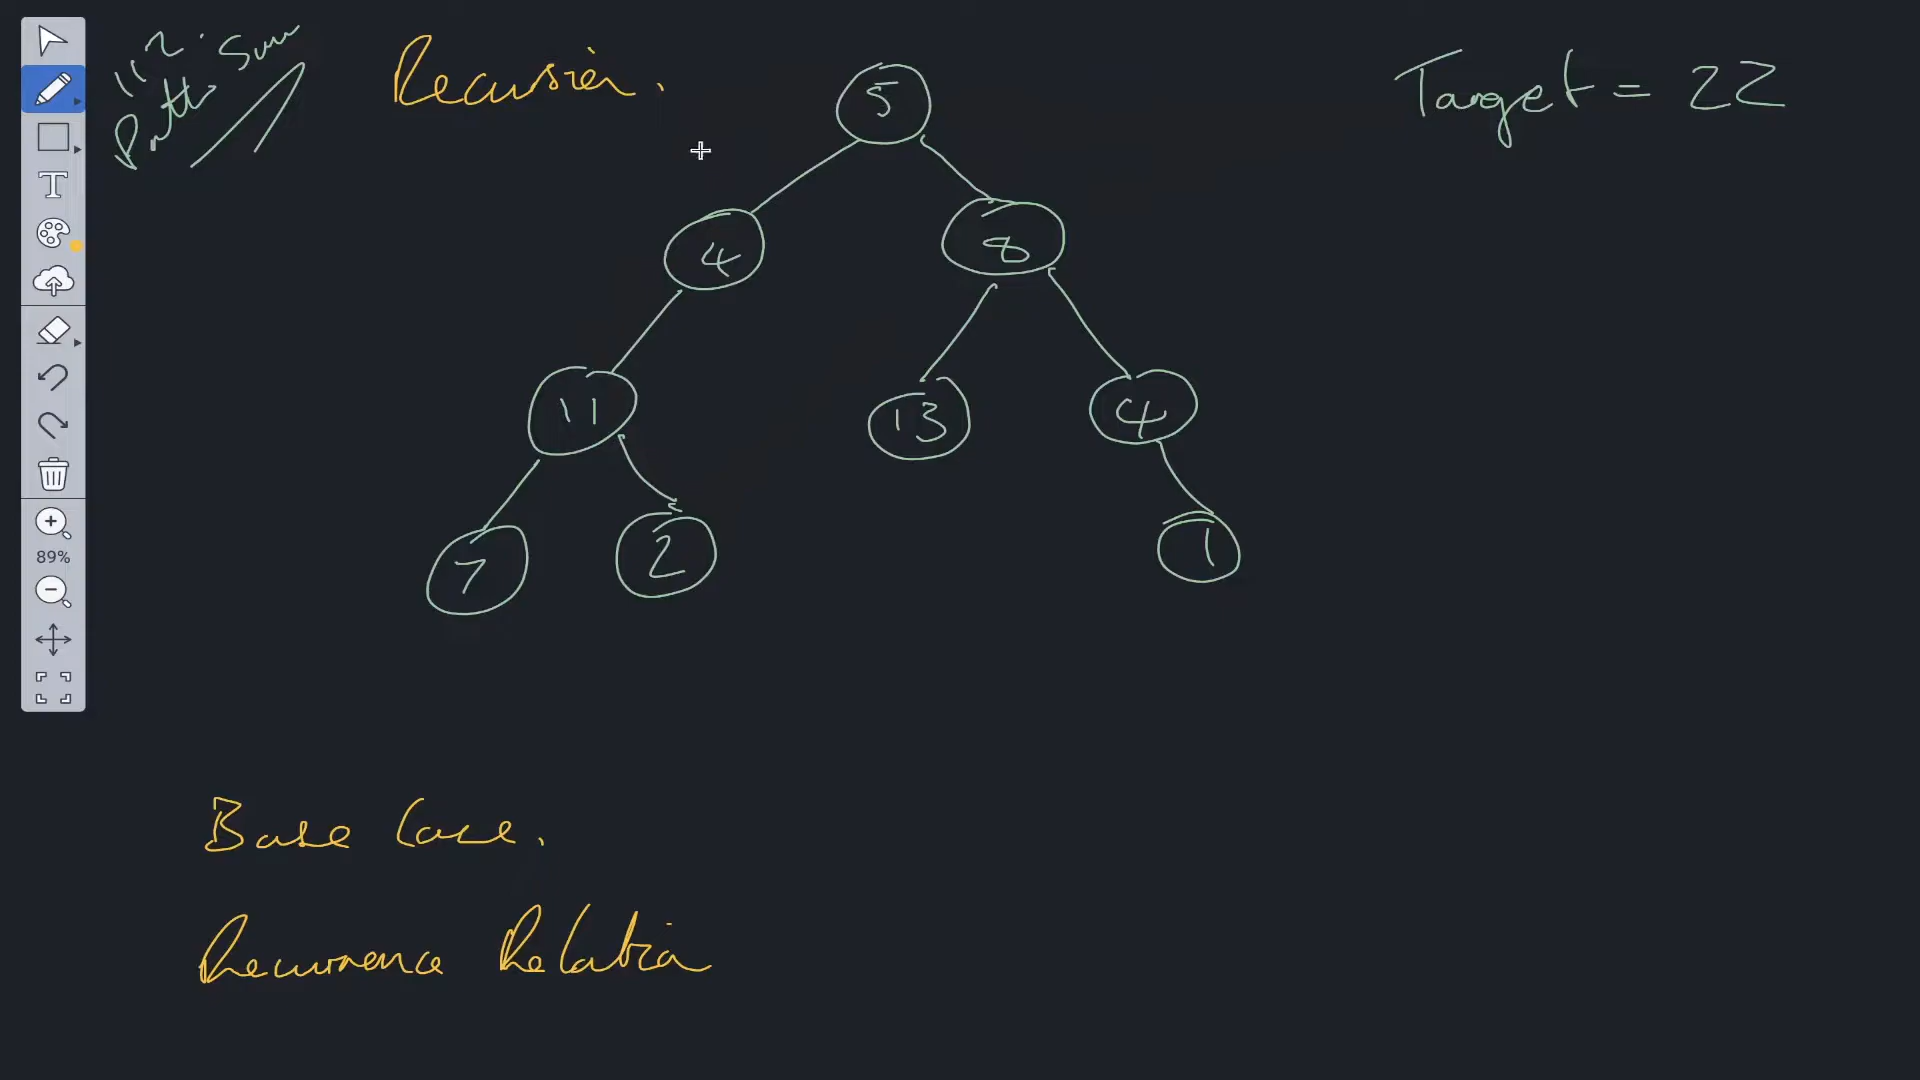 112. Sum
Path
Recursion.
Target = 22
5
4
8
11
13
4
7
2
1
89%
Base Case.
Recurrence Relation